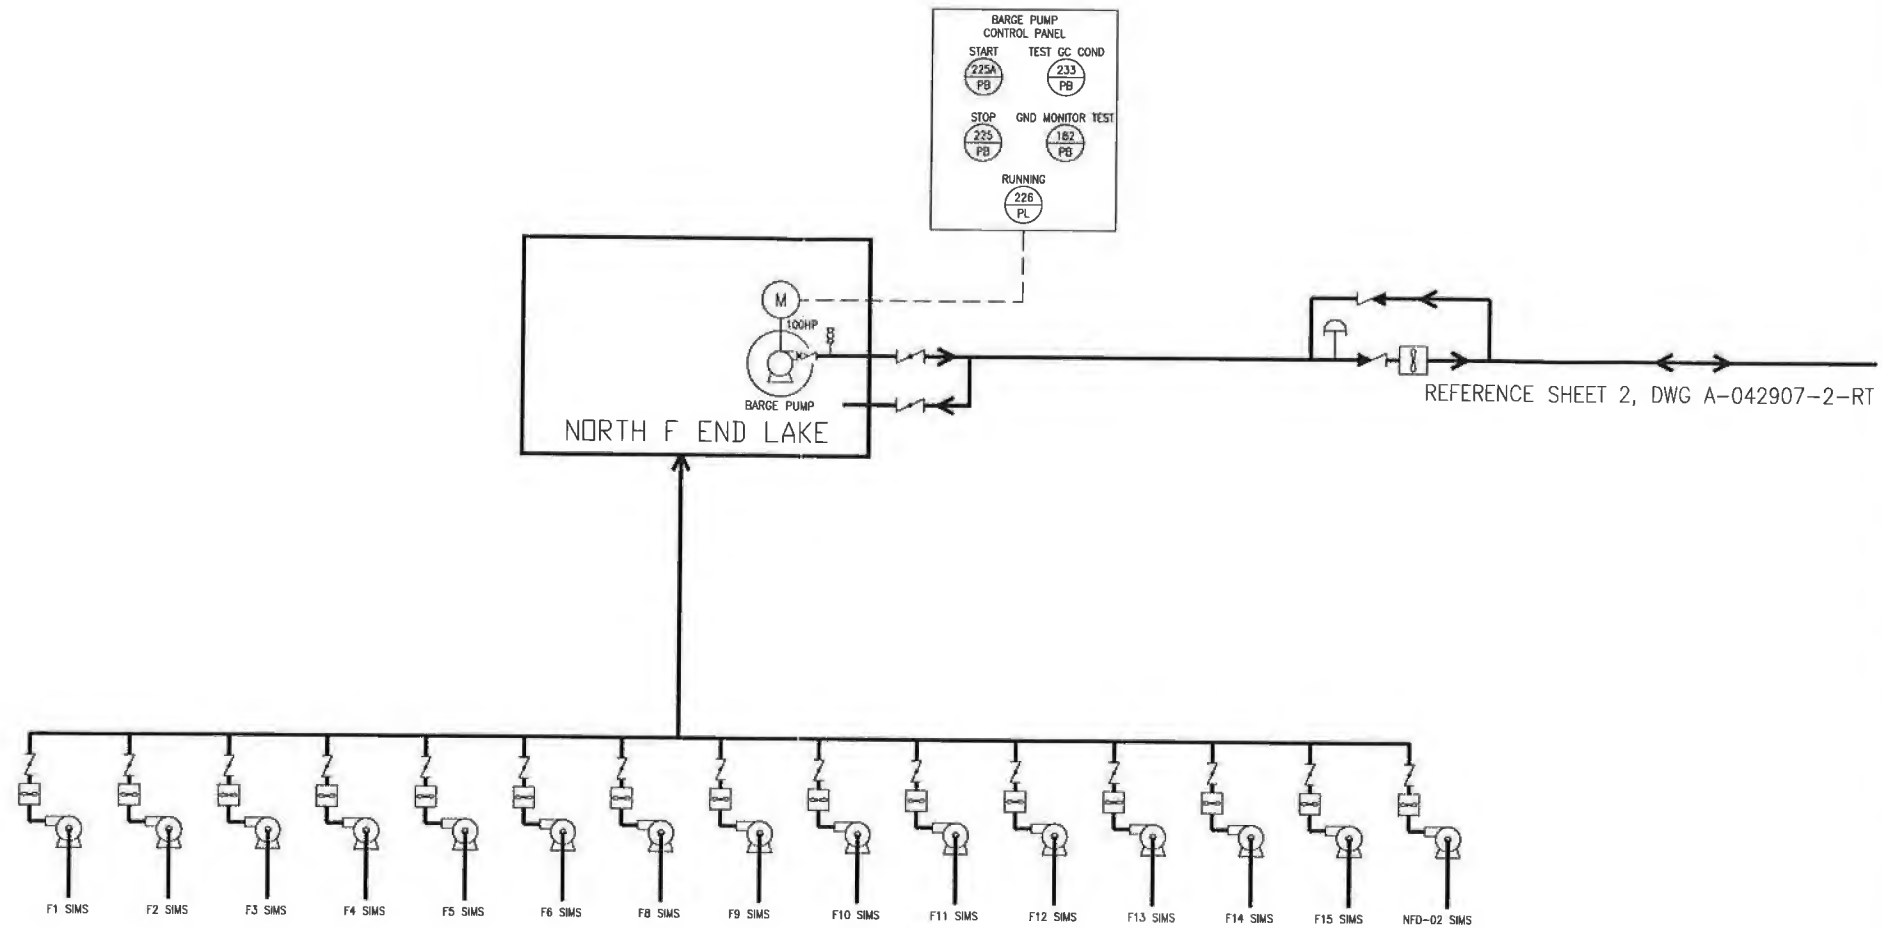 BARGE PUMP
CONTROL PANEL
START TEST GC COND
225A 233
PB PB
STOP GND MONITOR TEST
225 182
PB PB
RUNNING
226
PL
M
100HP
BARGE PUMP
NORTH F END LAKE
REFERENCE SHEET 2, DWG A-042907-2-RT
F1 SIMS F2 SIMS F3 SIMS F4 SIMS F5 SIMS F6 SIMS F8 SIMS F9 SIMS F10 SIMS F11 SIMS F12 SIMS F13 SIMS F14 SIMS F15 SIMS NFD-02 SIMS